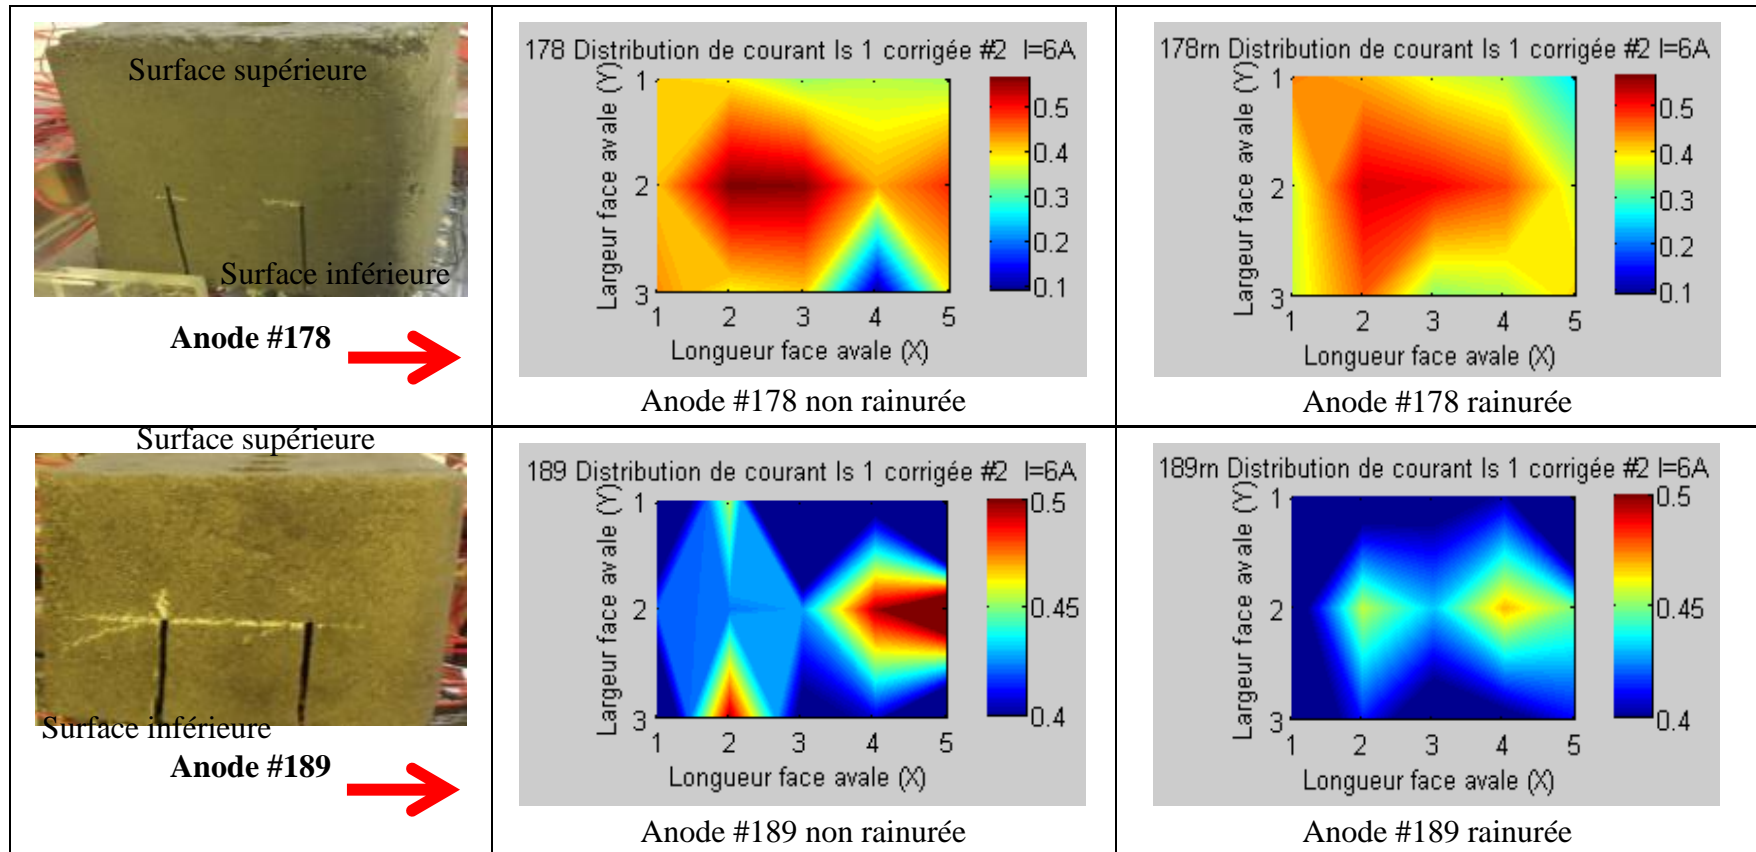 Surface supérieure
Surface inférieure
Anode #178
178 Distribution de courant Is 1 corrigée #2 I=6A
Largeur face avale (Y)
1
2
3
1 2 3 4 5
Longueur face avale (X)
0.5
0.4
0.3
0.2
0.1
Anode #178 non rainurée
178rn Distribution de courant Is 1 corrigée #2 I=6A
Largeur face avale (Y)
1
2
3
1 2 3 4 5
Longueur face avale (X)
0.5
0.4
0.3
0.2
0.1
Anode #178 rainurée
Surface supérieure
Surface inférieure
Anode #189
189 Distribution de courant Is 1 corrigée #2 I=6A
Largeur face avale (Y)
1
2
3
1 2 3 4 5
Longueur face avale (X)
0.5
0.45
0.4
Anode #189 non rainurée
189rn Distribution de courant Is 1 corrigée #2 I=6A
Largeur face avale (Y)
1
2
3
1 2 3 4 5
Longueur face avale (X)
0.5
0.45
0.4
Anode #189 rainurée